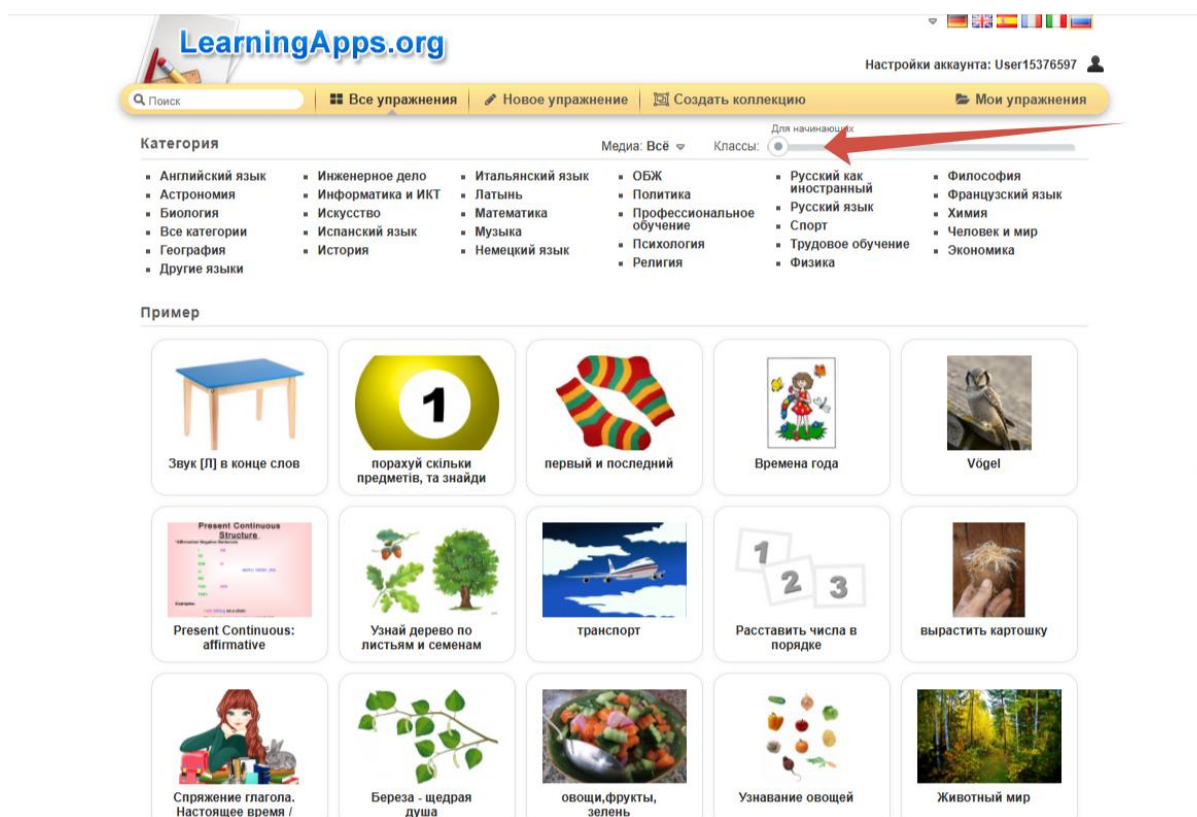 LearningApps.org
Настройки аккаунта: User15376597
Поиск
Все упражнения
Новое упражнение
Создать коллекцию
Мои упражнения
Категория
Медиа: Всё
Классы:
Для начинающих
Английский язык
Астрономия
Биология
Все категории
География
Другие языки
Инженерное дело
Информатика и ИКТ
Искусство
Испанский язык
История
Итальянский язык
Латынь
Математика
Музыка
Немецкий язык
ОБЖ
Политика
Профессиональное
обучение
Психология
Религия
Русский как
иностранный
Русский язык
Спорт
Трудовое обучение
Физика
Философия
Французский язык
Химия
Человек и мир
Экономика
Пример
1
Звук [Л] в конце слов
порахуй скільки
предметів, та знайди
первый и последний
Времена года
Vögel
Present Continuous
Structure
1
2
3
Present Continuous:
affirmative
Узнай дерево по
листьям и семенам
транспорт
Расставить числа в
порядке
вырастить картошку
Спряжение глагола.
Настоящее время /
Береза - щедрая
душа
овощи,фрукты,
зелень
Узнавание овощей
Животный мир